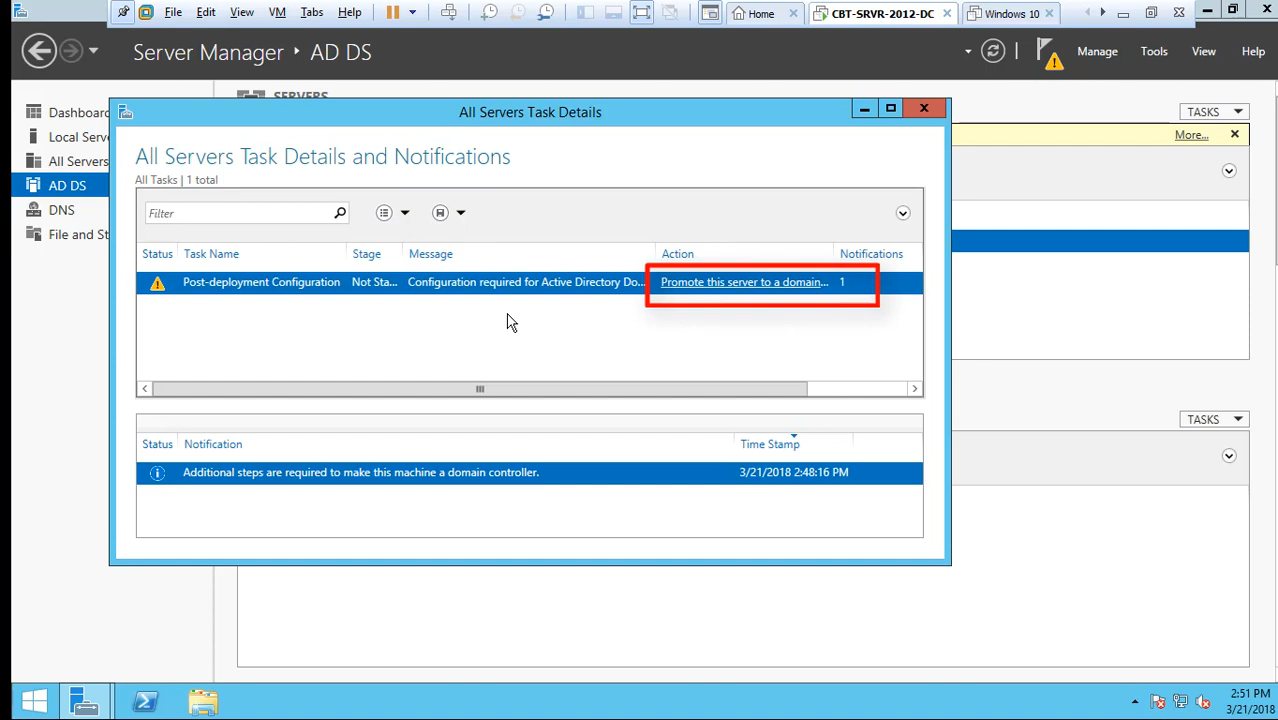 File Edit View VM Tabs Help Home CBT-SRVR-2012-DC Windows 10
Server Manager AD DS Manage Tools View Help
Dashboar
Local Serve
All Servers
AD DS
DNS
File and St
SERVERS
TASKS
More...
All Servers Task Details
All Servers Task Details and Notifications
All Tasks | 1 total
Filter
Status Task Name Stage Message Action Notifications
Post-deployment Configuration Not Sta... Configuration required for Active Directory Do... Promote this server to a domain... 1
TASKS
Status Notification Time Stamp
Additional steps are required to make this machine a domain controller. 3/21/2018 2:48:16 PM
2:51 PM
3/21/2018